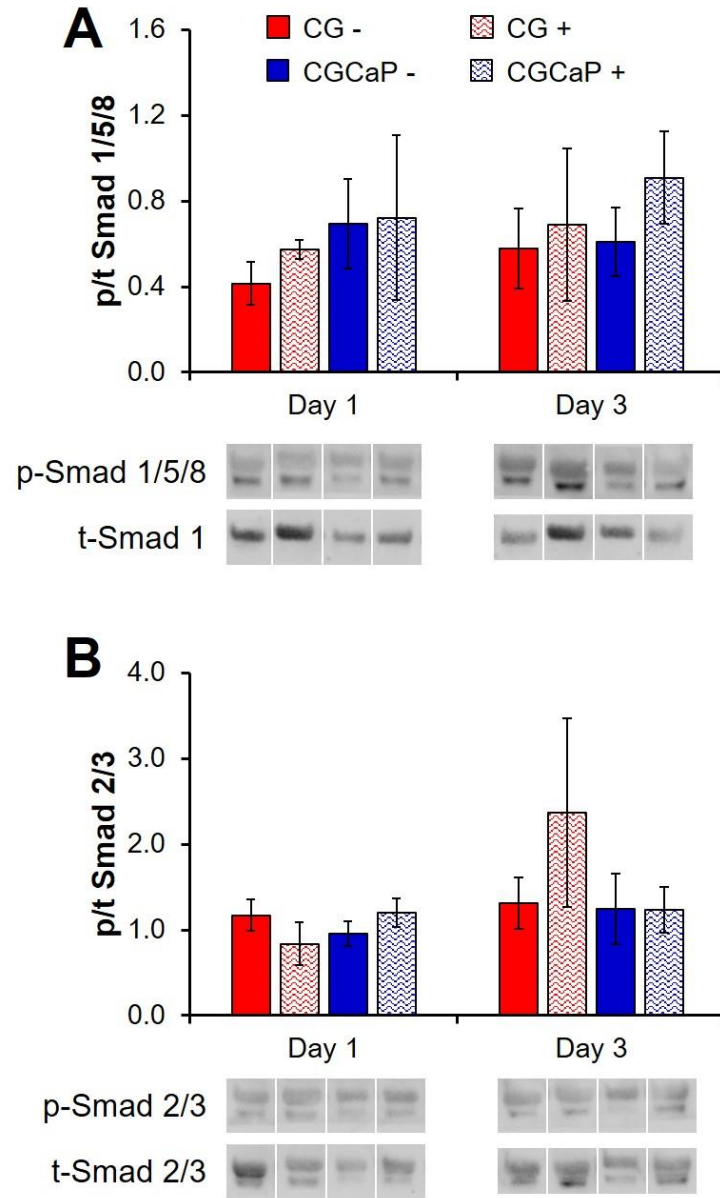 A
CG -
CG +
CGCaP -
CGCaP +
p/t Smad 1/5/8
1.6
1.2
0.8
0.4
0.0
Day 1
Day 3
p-Smad 1/5/8
t-Smad 1
B
p/t Smad 2/3
4.0
3.0
2.0
1.0
0.0
Day 1
Day 3
p-Smad 2/3
t-Smad 2/3